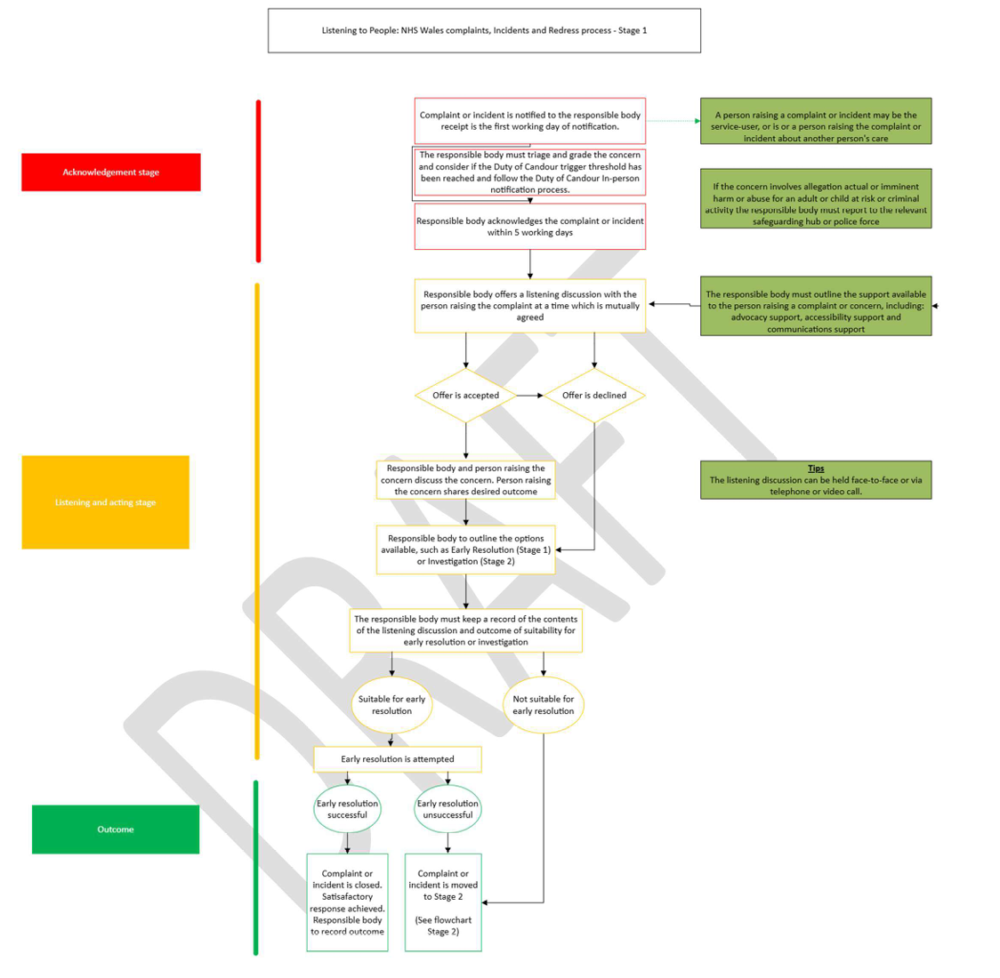 Listening to People: NHS Wales complaints, Incidents and Redress process - Stage 1
Acknowledgement stage
Complaint or incident is notified to the responsible body
receipt is the first working day of notification.
A person raising a complaint or incident may be the
service-user, or is or a person raising the complaint or
incident about another person's care
The responsible body must triage and grade the concern
and consider if the Duty of Candour trigger threshold has
been reached and follow the Duty of Candour In-person
notification process.
If the concern involves allegation actual or imminent
harm or abuse for an adult or child at risk or criminal
activity the responsible body must report to the relevant
safeguarding hub or police force
Responsible body acknowledges the complaint or incident
within 5 working days
Listening and acting stage
Responsible body offers a listening discussion with the
person raising the complaint at a time which is mutually
agreed
The responsible body must outline the support available
to the person raising a complaint or concern, including:
advocacy support, accessibility support and
communications support
Offer is accepted
Offer is declined
Responsible body and person raising the
concern discuss the concern. Person raising
the concern shares desired outcome
Tips
The listening discussion can be held face-to-face or via
telephone or video call.
Responsible body to outline the options
available, such as Early Resolution (Stage 1)
or Investigation (Stage 2)
The responsible body must keep a record of the contents
of the listening discussion and outcome of suitability for
early resolution or investigation
Suitable for early
resolution
Not suitable for
early resolution
Early resolution is attempted
Outcome
Early resolution
successful
Early resolution
unsuccessful
Complaint or
incident is closed.
Satisafactory
response achieved.
Responsible body
to record outcome
Complaint or
incident is moved
to Stage 2
(See flowchart
Stage 2)
DRAFT